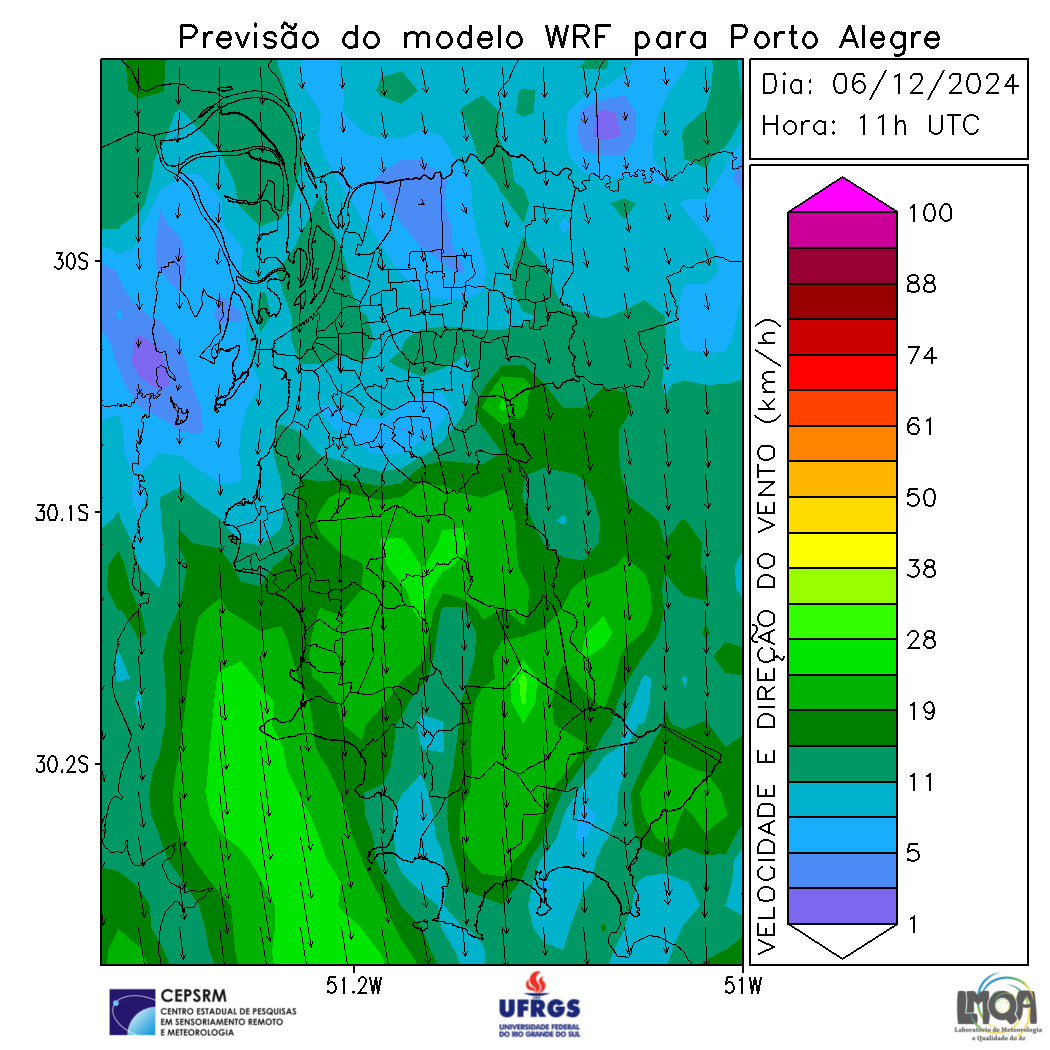 Previsão do modelo WRF para Porto Alegre
Dia: 06/12/2024
Hora: 11h UTC
30S
30.1S
30.2S
51.2W
51W
VELOCIDADE E DIREÇÃO DO VENTO (km/h)
100
88
74
61
50
38
28
19
11
5
1
CEPSRM
CENTRO ESTADUAL DE PESQUISAS
EM SENSORIAMENTO REMOTO
E METEOROLOGIA
UFRGS
UNIVERSIDADE FEDERAL
DO RIO GRANDE DO SUL
LMQA
Laboratório de Meteorologia
e Qualidade do Ar